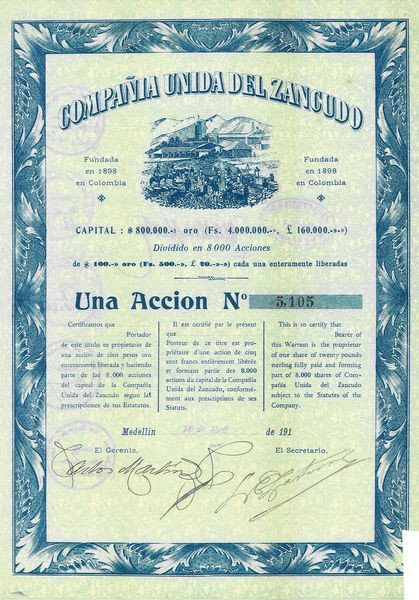 COMPAÑIA UNIDA DEL ZANCUDO
Fundada
en 1898
en Colombia
Fundada
en 1898
en Colombia
CAPITAL: $ 800.000.-» oro (Fs. 4.000.000.-», £ 160.000.-»-»)
Dividido en 8000 Acciones
de $ 100.-» oro (Fs. 500.-», £ 20.-»-») cada una enteramente liberadas
Una Accion Nº 5,105
Certificamos que
Portador
de este titulo es propietario de
una accion de cien pesos oro
enteramente liberada y haciendo
parte de las 8.000 acciones
del capital de la Compañia
Unida del Zancudo segun las
prescripciones de sus Estatutos.
Il est certifié par le présent
que
Porteur de ce titre est pro-
priétaire d'une action de cinq
cent francs entièrement libérée
et formant partie des 8.000
actions du capital de la Compañia
Unida del Zancudo, conformé-
ment aux prescriptions de ses
Statuts.
This is to certify that
Bearer of
this Warrant is the proprietor
of one share of twenty pounds
sterling fully paid and forming
part of 8.000 shares of Com-
pañia Unida del Zancudo
subject to the Statutes of the
Company.
Medellin de 191
El Gerente, El Secretario,
Carlos Martin